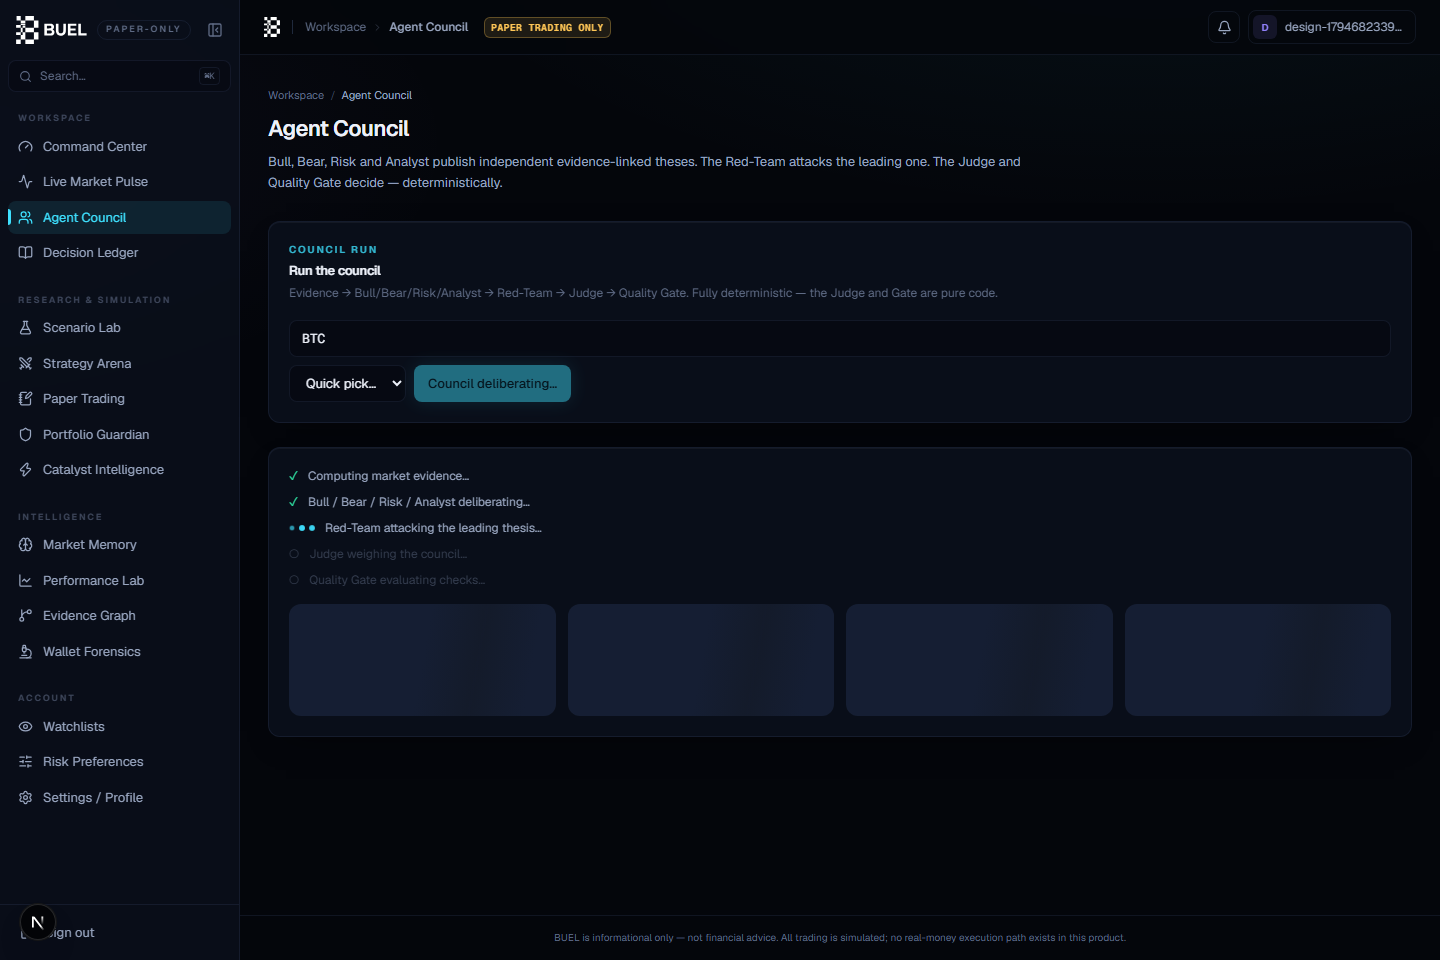 BUEL
PAPER-ONLY
Search...
⌘K
WORKSPACE
Command Center
Live Market Pulse
Agent Council
Decision Ledger
RESEARCH & SIMULATION
Scenario Lab
Strategy Arena
Paper Trading
Portfolio Guardian
Catalyst Intelligence
INTELLIGENCE
Market Memory
Performance Lab
Evidence Graph
Wallet Forensics
ACCOUNT
Watchlists
Risk Preferences
Settings / Profile
N
ign out
Workspace > Agent Council
PAPER TRADING ONLY
D
design-1794682339...
Workspace / Agent Council
Agent Council
Bull, Bear, Risk and Analyst publish independent evidence-linked theses. The Red-Team attacks the leading one. The Judge and
Quality Gate decide — deterministically.
COUNCIL RUN
Run the council
Evidence → Bull/Bear/Risk/Analyst → Red-Team → Judge → Quality Gate. Fully deterministic — the Judge and Gate are pure code.
BTC
Quick pick...
Council deliberating...
✓ Computing market evidence...
✓ Bull / Bear / Risk / Analyst deliberating...
Red-Team attacking the leading thesis...
Judge weighing the council...
Quality Gate evaluating checks...
BUEL is informational only — not financial advice. All trading is simulated; no real-money execution path exists in this product.